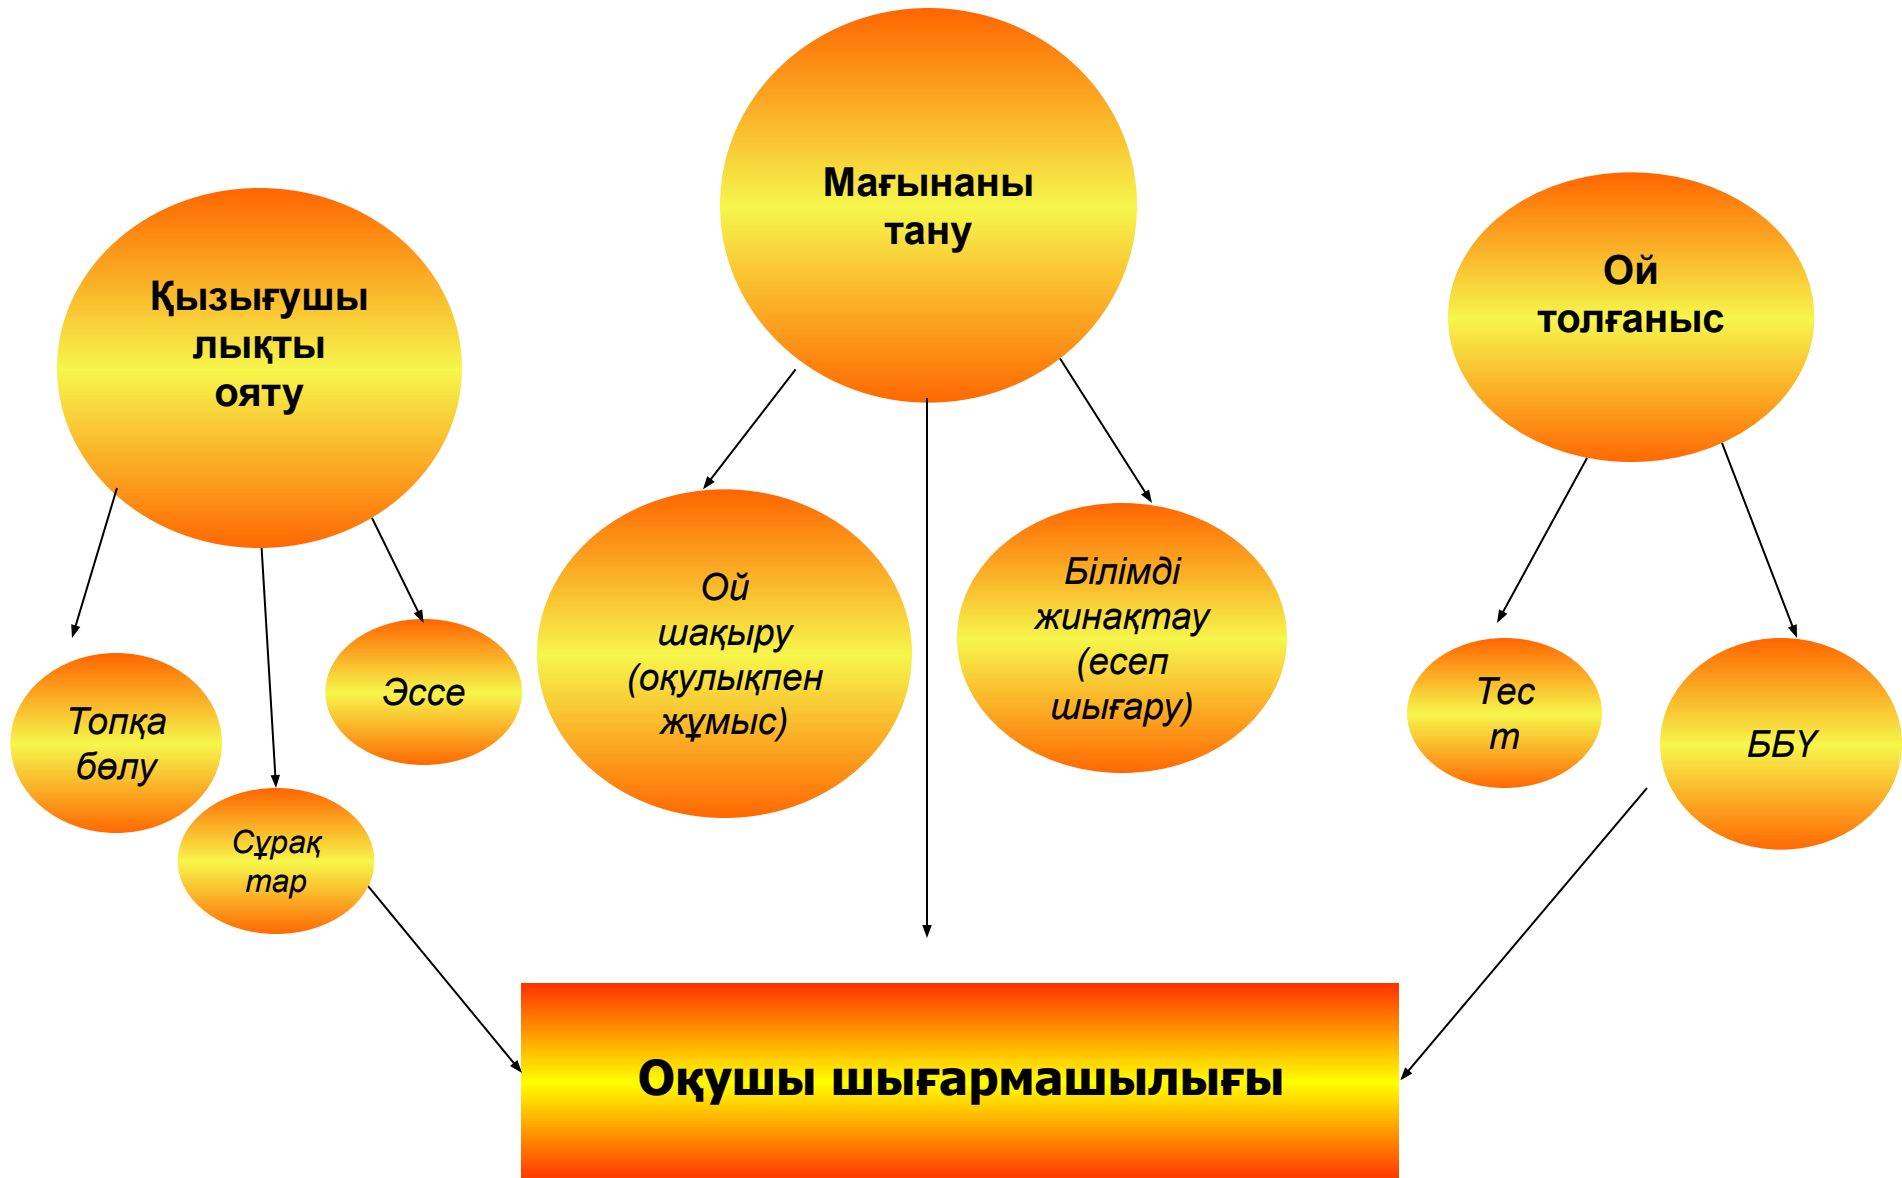 Мағынаны
тану
Қызығушы
лықты
ояту
Ой
толғаныс
Ой
шақыру
(оқулықпен
жұмыс)
Білімді
жинақтау
(есеп
шығару)
Эссе
Топқа
бөлу
Сұрақ
тар
Тес
т
ББҮ
Оқушы шығармашылығы